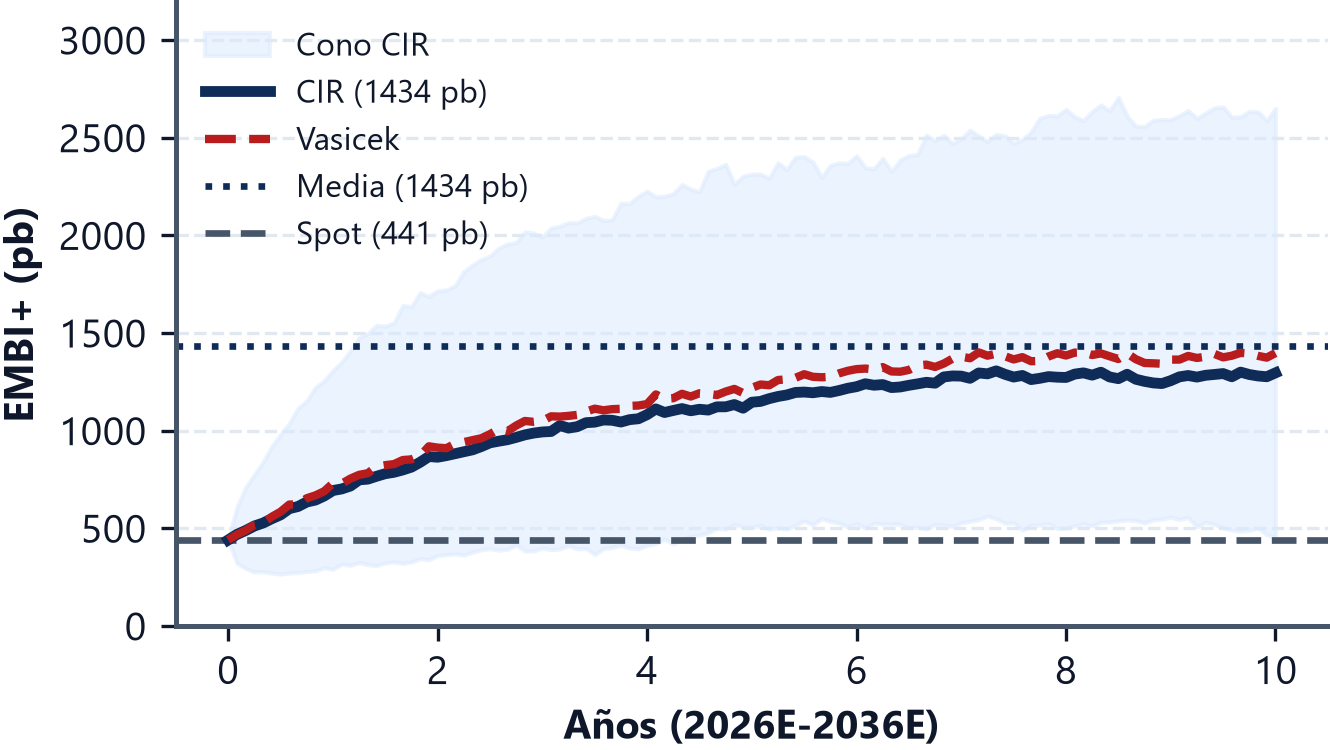 3000
2500
2000
1500
1000
500
0
EMBI+ (pb)
Cono CIR
CIR (1434 pb)
Vasicek
Media (1434 pb)
Spot (441 pb)
0 2 4 6 8 10
Años (2026E-2036E)